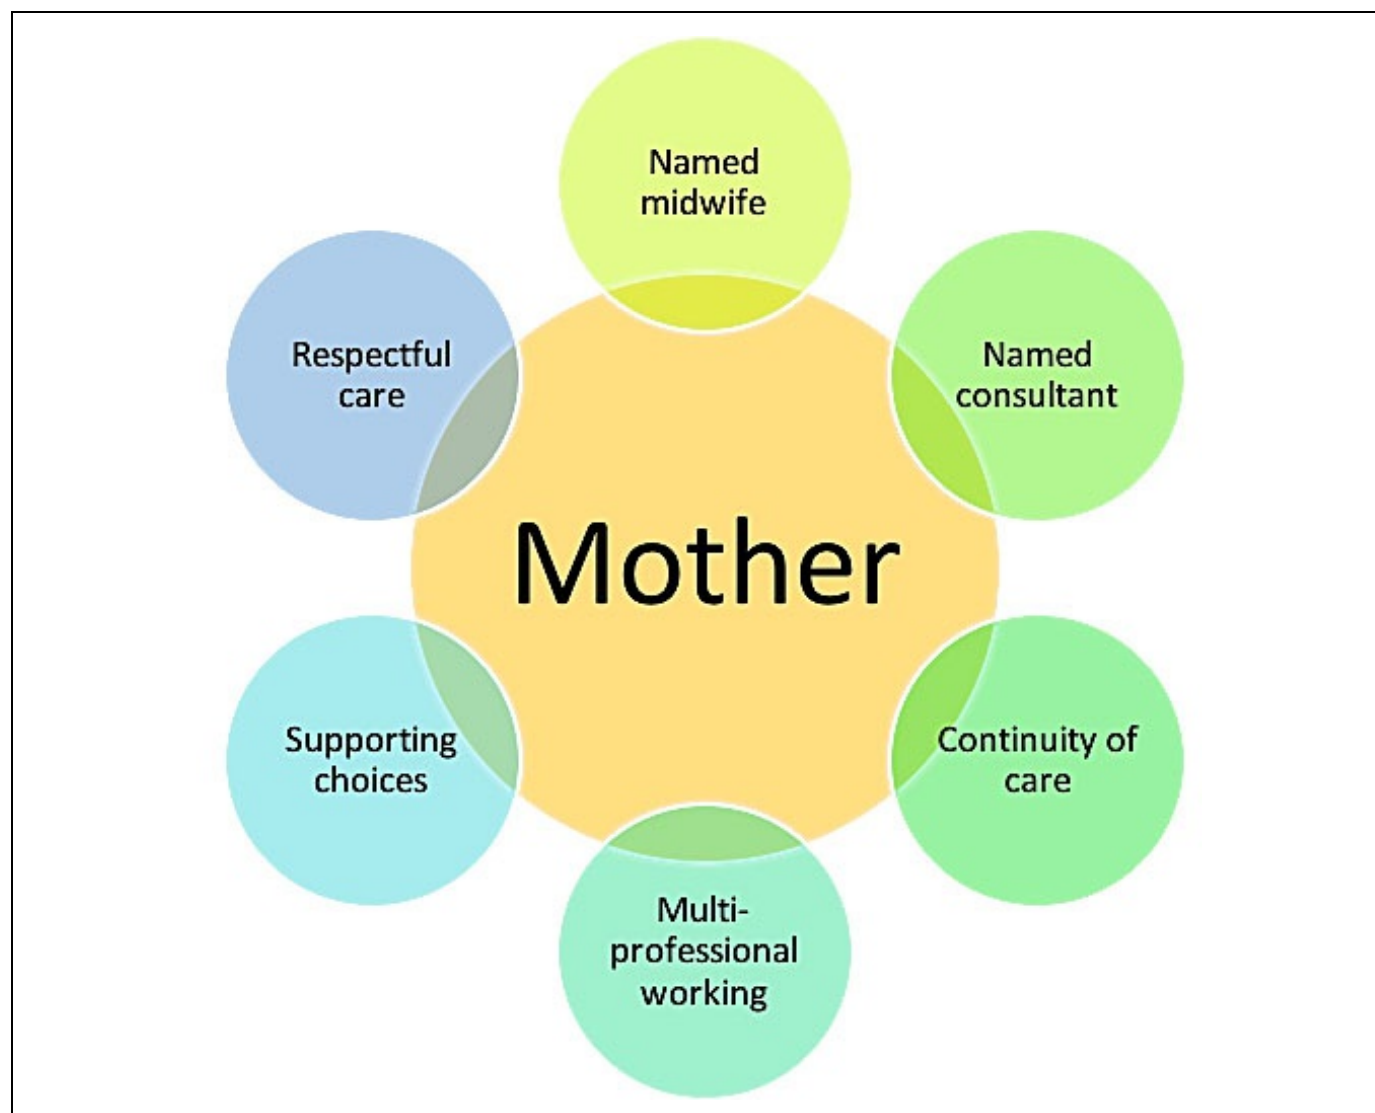 Named
midwife
Named
consultant
Continuity of
care
Multi-
professional
working
Supporting
choices
Respectful
care
Mother